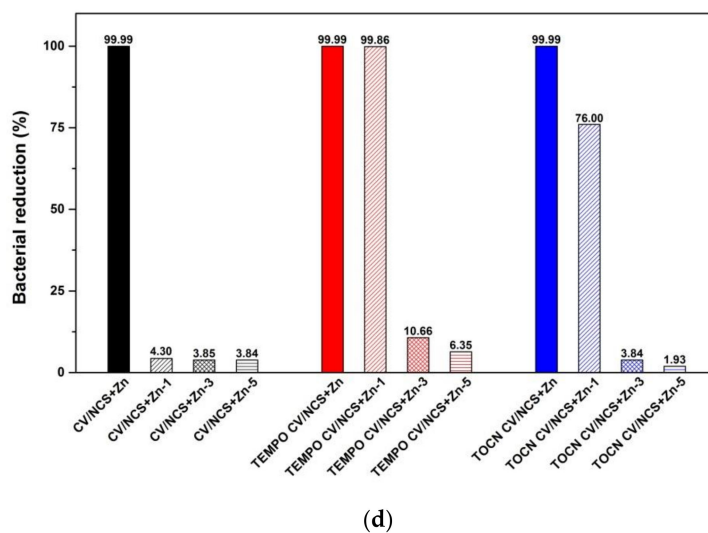 99.99
99.99 99.86
99.99
76.00
4.30 3.85 3.84
10.66 6.35
3.84 1.93
100
75
50
25
0
Bacterial reduction (%)
CV/NCS+Zn
CV/NCS+Zn-1
CV/NCS+Zn-3
CV/NCS+Zn-5
TEMPO CV/NCS+Zn
TEMPO CV/NCS+Zn-1
TEMPO CV/NCS+Zn-3
TEMPO CV/NCS+Zn-5
TOCN CV/NCS+Zn
TOCN CV/NCS+Zn-1
TOCN CV/NCS+Zn-3
TOCN CV/NCS+Zn-5
(d)